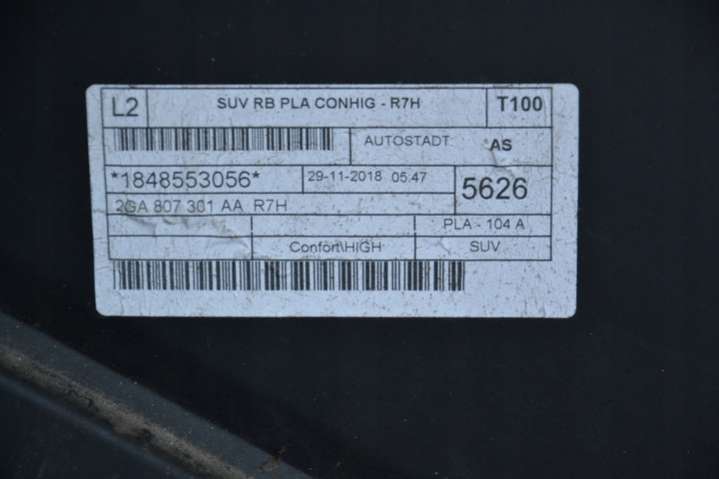 L2 SUV RB PLA CONHIG - R7H T100
AUTOSTADT AS
*1848553056* 29-11-2018 05:47 5626
2GA 807 301 AA R7H
PLA - 104 A
Confort\HIGH SUV